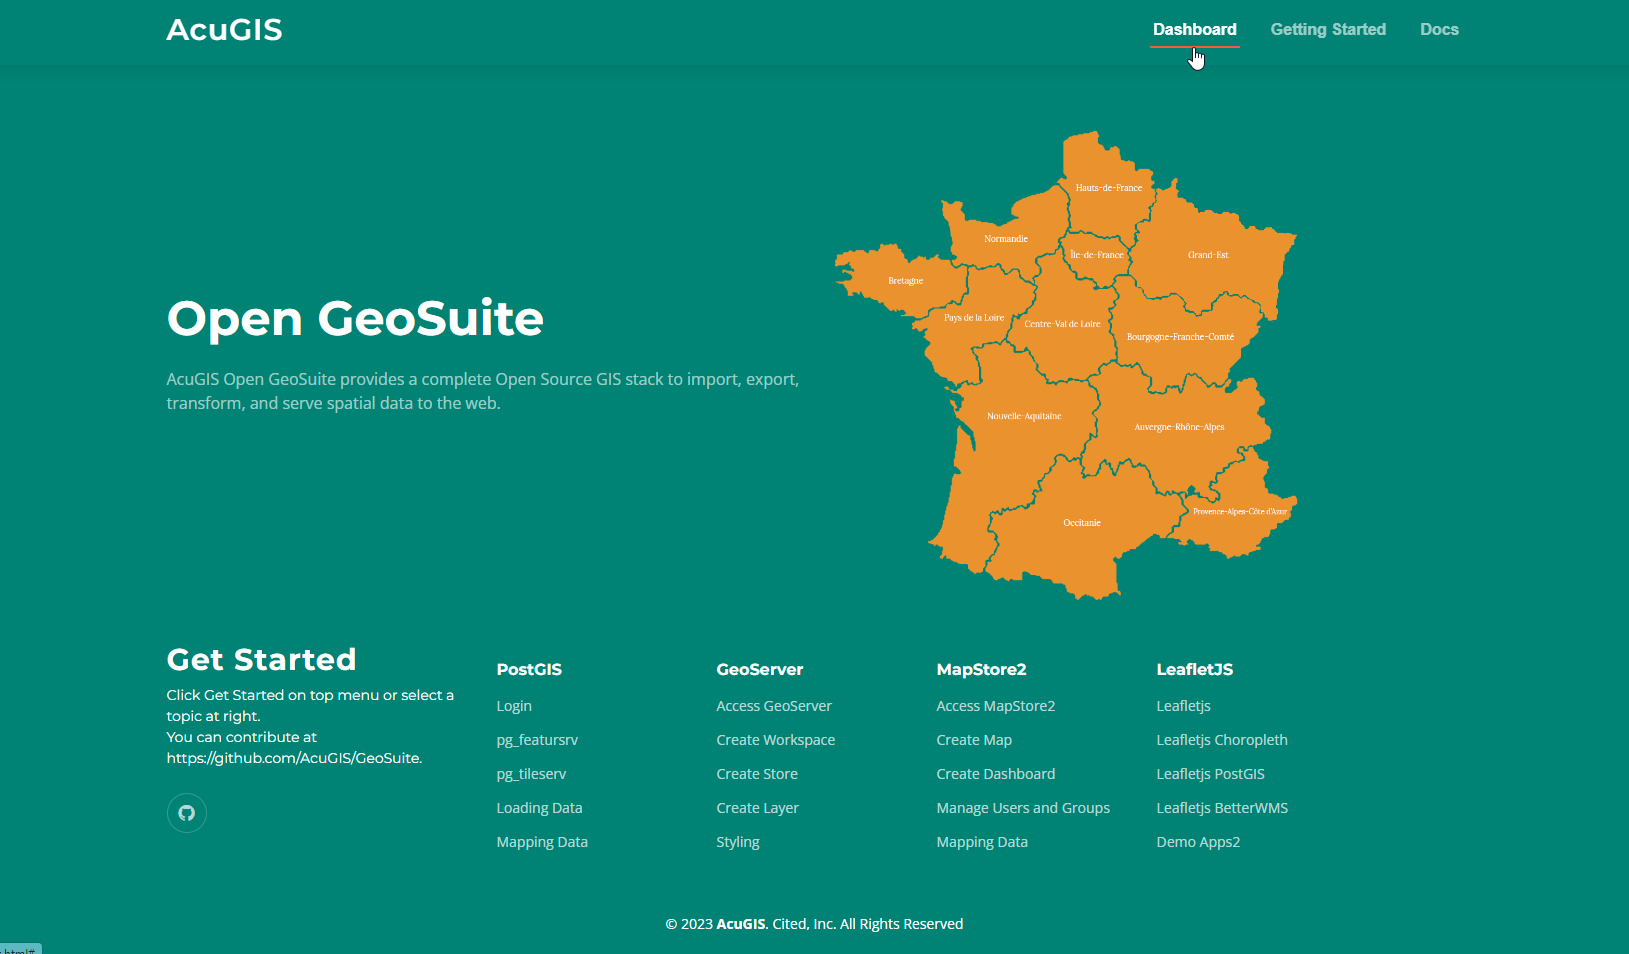 AcuGIS
Dashboard
Getting Started
Docs
Hauts-de-France
Normandie
Île-de-France
Grand-Est
Bretagne
Pays de la Loire
Centre-Val de Loire
Bourgogne-Franche-Comté
Open GeoSuite
AcuGIS Open GeoSuite provides a complete Open Source GIS stack to import, export,
transform, and serve spatial data to the web.
Nouvelle-Aquitaine
Auvergne-Rhône-Alpes
Provence-Alpes-Côte d'Azur
Occitanie
Get Started
Click Get Started on top menu or select a
topic at right.
You can contribute at
https://github.com/AcuGIS/GeoSuite.
PostGIS
Login
pg_featursrv
pg_tileserv
Loading Data
Mapping Data
GeoServer
Access GeoServer
Create Workspace
Create Store
Create Layer
Styling
MapStore2
Access MapStore2
Create Map
Create Dashboard
Manage Users and Groups
Mapping Data
LeafletJS
Leafletjs
Leafletjs Choropleth
Leafletjs PostGIS
Leafletjs BetterWMS
Demo Apps2
© 2023 AcuGIS. Cited, Inc. All Rights Reserved